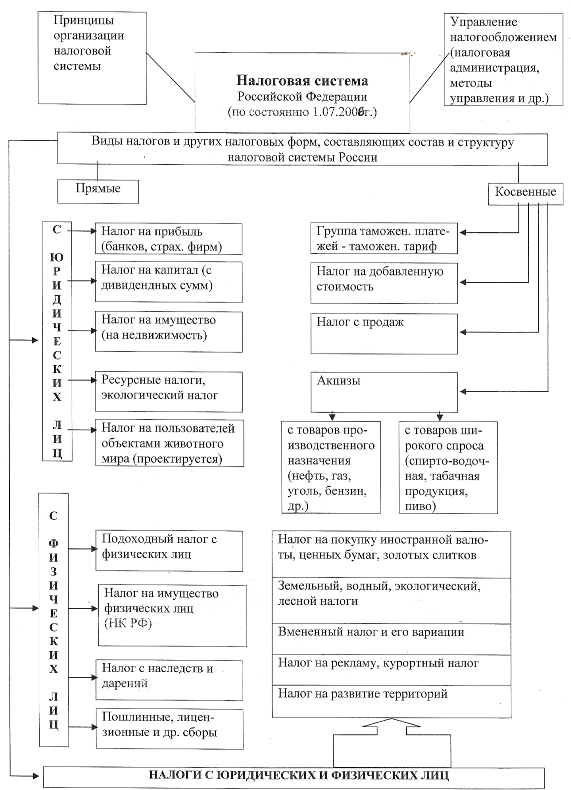 Принципы
организации
налоговой
системы
Управление
налогообложением
(налоговая
администрация,
методы
управления и др.)
Налоговая система
Российской Федерации
(по состоянию 1.07.2008г.)
Виды налогов и других налоговых форм, составляющих состав и структуру
налоговой системы России
Прямые
Косвенные
С ЮРИДИЧЕСКИХ ЛИЦ
Налог на прибыль
(банков, страх. фирм)
Налог на капитал (с
дивидендных сумм)
Налог на имущество
(на недвижимость)
Ресурсные налоги,
экологический налог
Налог на пользователей
объектами животного
мира (проектируется)
Группа таможен. плате-
жей - таможен. тариф
Налог на добавленную
стоимость
Налог с продаж
Акцизы
с товаров про-
изводственного
назначения
(нефть, газ,
уголь, бензин,
др.)
с товаров ши-
рокого спроса
(спирто-водоч-
ная, табачная
продукция,
пиво)
С ФИЗИЧЕСКИХ ЛИЦ
Подоходный налог с
физических лиц
Налог на имущество
физических лиц
(НК РФ)
Налог с наследств и
дарений
Пошлинные, лицен-
зионные и др. сборы
Налог на покупку иностранной валю-
ты, ценных бумаг, золотых слитков
Земельный, водный, экологический,
лесной налоги
Вмененный налог и его вариации
Налог на рекламу, курортный налог
Налог на развитие территорий
НАЛОГИ С ЮРИДИЧЕСКИХ И ФИЗИЧЕСКИХ ЛИЦ